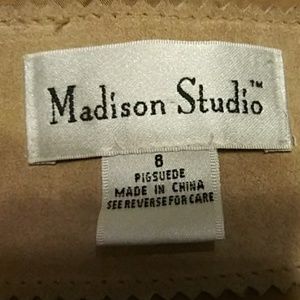 Madison Studio™
8
PIGSUEDE
MADE IN CHINA
SEE REVERSE FOR CARE